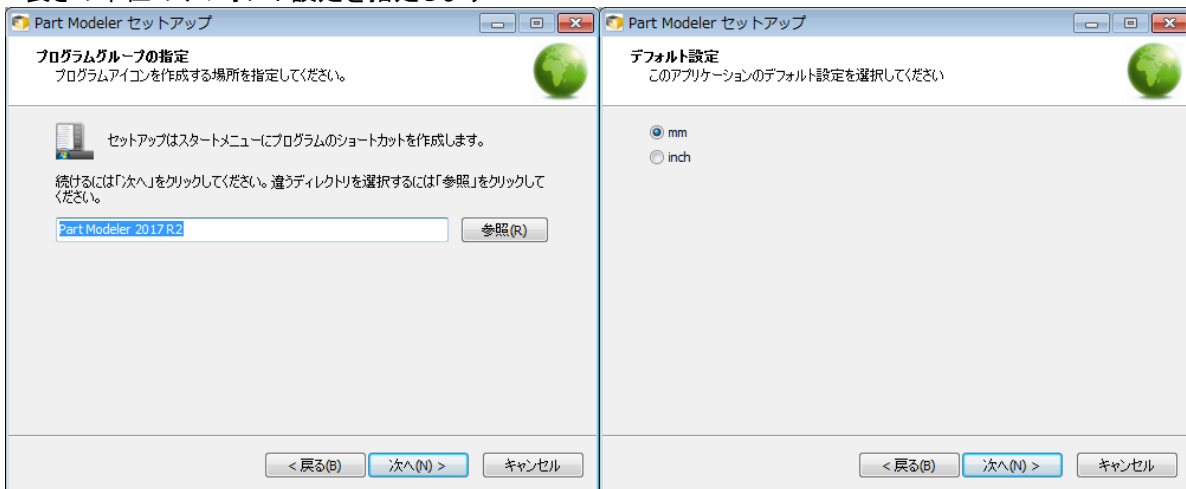 Part Modeler セットアップ
プログラムグループの指定
プログラムアイコンを作成する場所を指定してください。
セットアップはスタートメニューにプログラムのショートカットを作成します。
続けるには「次へ」をクリックしてください。違うディレクトリを選択するには「参照」をクリックして
ください。
Part Modeler 2017 R2
参照(R)
< 戻る(B)
次へ(N) >
キャンセル
Part Modeler セットアップ
デフォルト設定
このアプリケーションのデフォルト設定を選択してください
mm
inch
< 戻る(B)
次へ(N) >
キャンセル